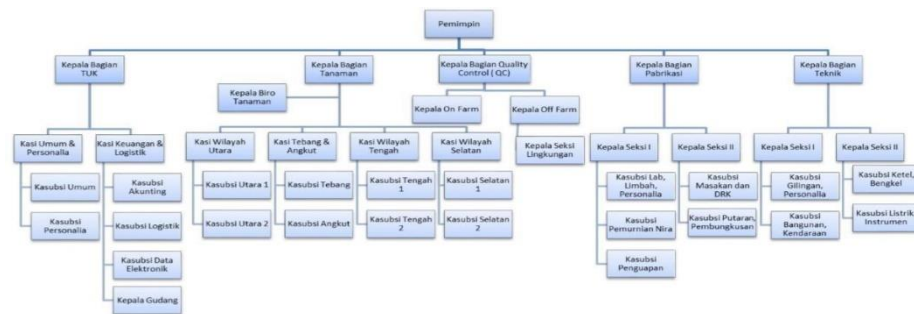 Pemimpin
Kepala Bagian
TUK
Kepala Bagian
Tanaman
Kepala Bagian Quality
Control ( QC)
Kepala Bagian
Pabrikasi
Kepala Bagian
Teknik
Kepala Biro
Tanaman
Kepala On Farm
Kepala Off Farm
Kasi Umum &
Personalia
Kasi Keuangan &
Logistik
Kasi Wilayah
Utara
Kasi Tebang &
Angkut
Kasi Wilayah
Tengah
Kasi Wilayah
Selatan
Kepala Seksi
Lingkungan
Kepala Seksi I
Kepala Seksi II
Kepala Seksi I
Kepala Seksi II
Kasubsi Umum
Kasubsi
Personalia
Kasubsi
Akunting
Kasubsi Logistik
Kasubsi Data
Elektronik
Kepala Gudang
Kasubsi Utara 1
Kasubsi Utara 2
Kasubsi Tebang
Kasubsi Angkut
Kasubsi Tengah
1
Kasubsi Tengah
2
Kasubsi Selatan
1
Kasubsi Selatan
2
Kasubsi Lab,
Limbah,
Personalia
Kasubsi
Pemurnian Nira
Kasubsi
Penguapan
Kasubsi
Masakan dan
DRK
Kasubsi Putaran,
Pembungkusan
Kasubsi
Gilingan,
Personalia
Kasubsi
Bangunan,
Kendaraan
Kasubsi Ketel,
Bengkel
Kasubsi Listrik
Instrumen